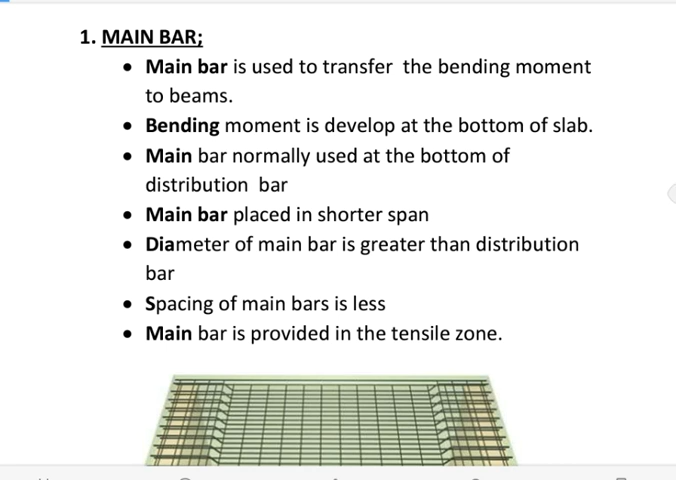 1. MAIN BAR;
• Main bar is used to transfer the bending moment
to beams.
• Bending moment is develop at the bottom of slab.
• Main bar normally used at the bottom of
distribution bar
• Main bar placed in shorter span
• Diameter of main bar is greater than distribution
bar
• Spacing of main bars is less
• Main bar is provided in the tensile zone.